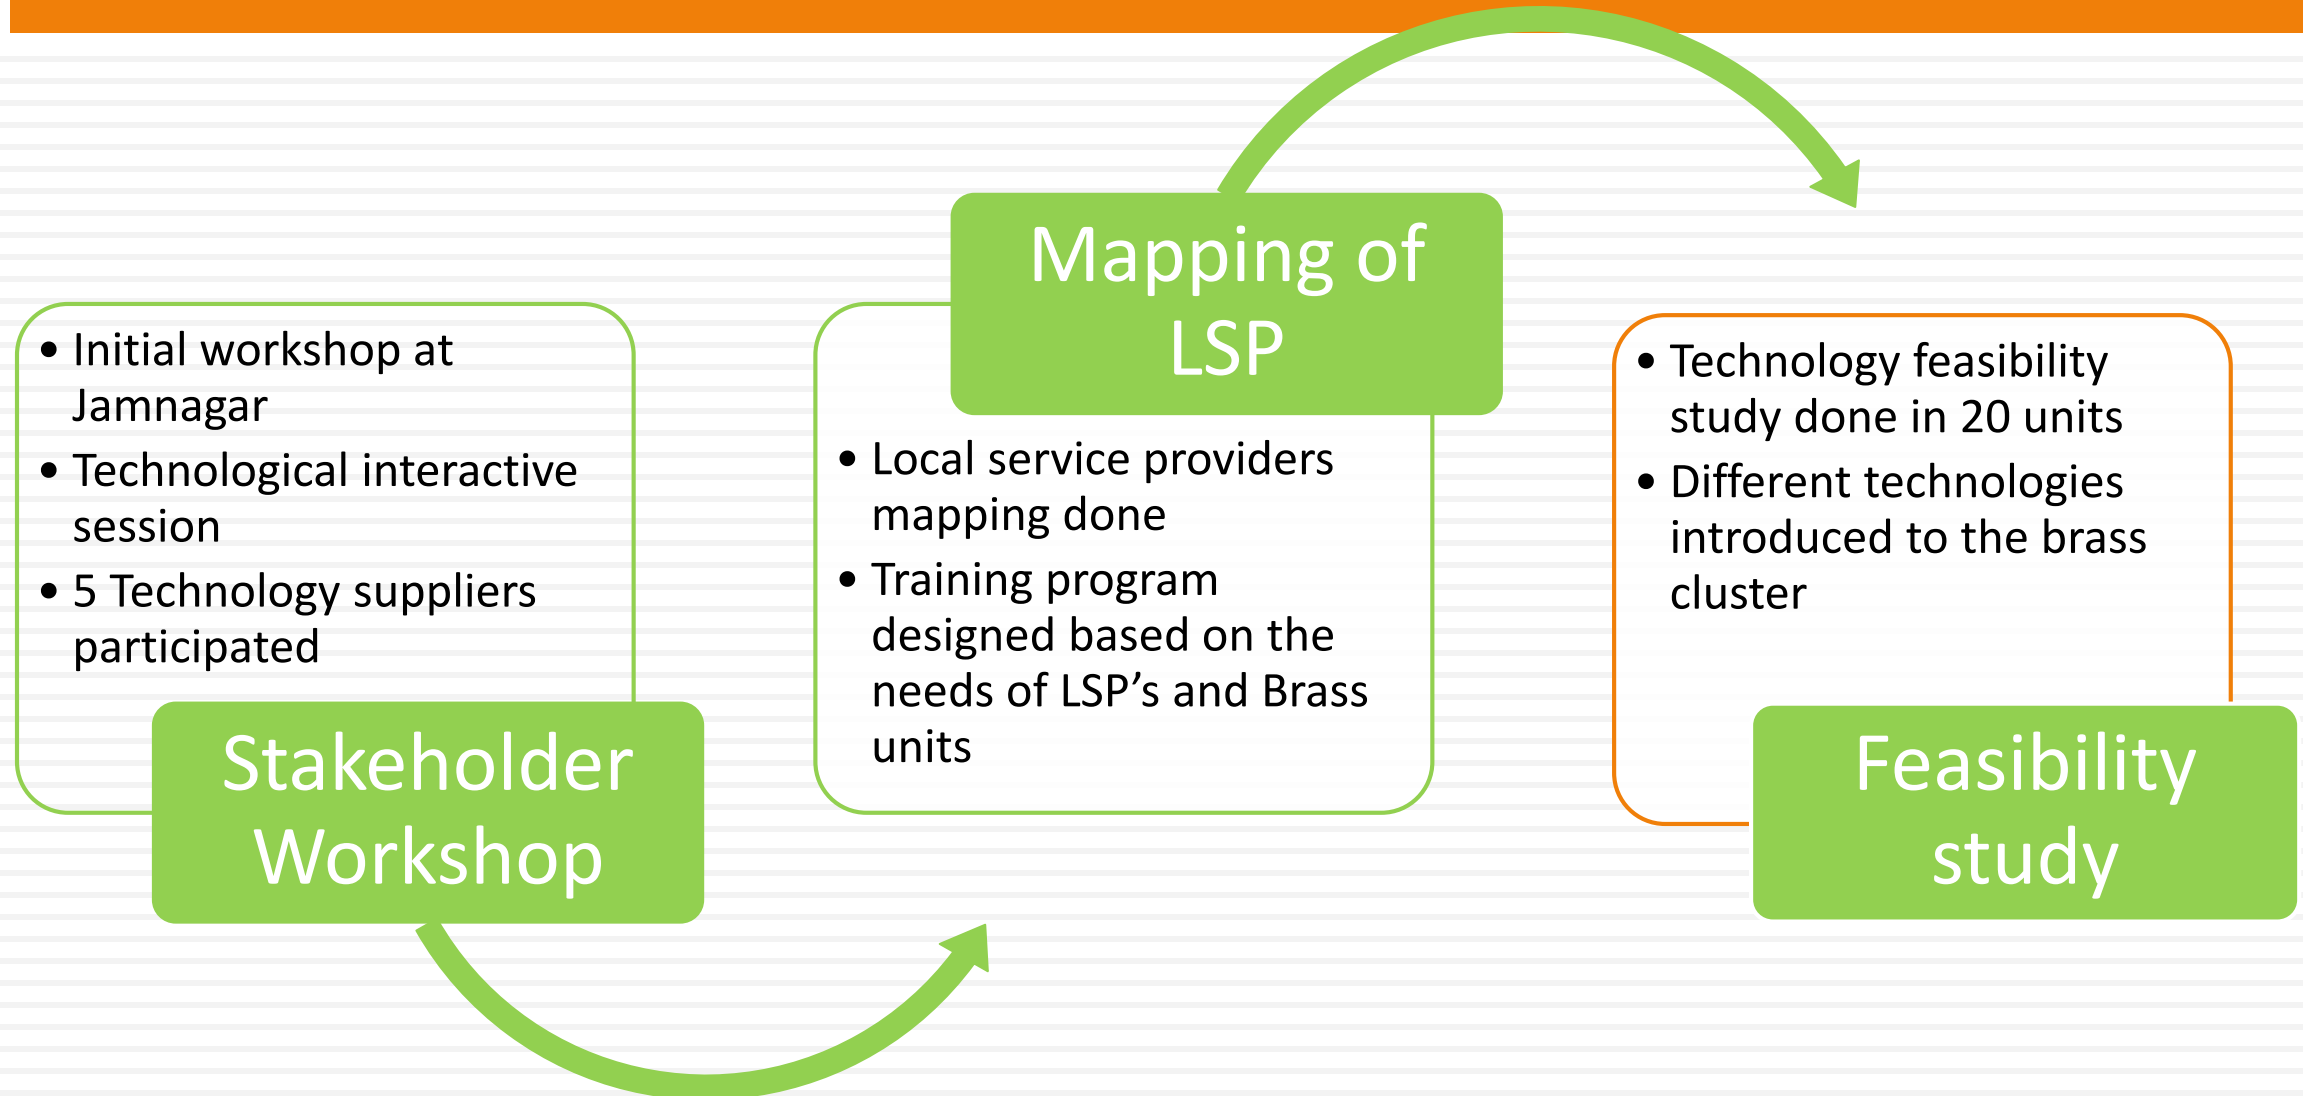 • Initial workshop at
Jamnagar
• Technological interactive
session
• 5 Technology suppliers
participated
Stakeholder
Workshop
Mapping of
LSP
• Local service providers
mapping done
• Training program
designed based on the
needs of LSP’s and Brass
units
• Technology feasibility
study done in 20 units
• Different technologies
introduced to the brass
cluster
Feasibility
study